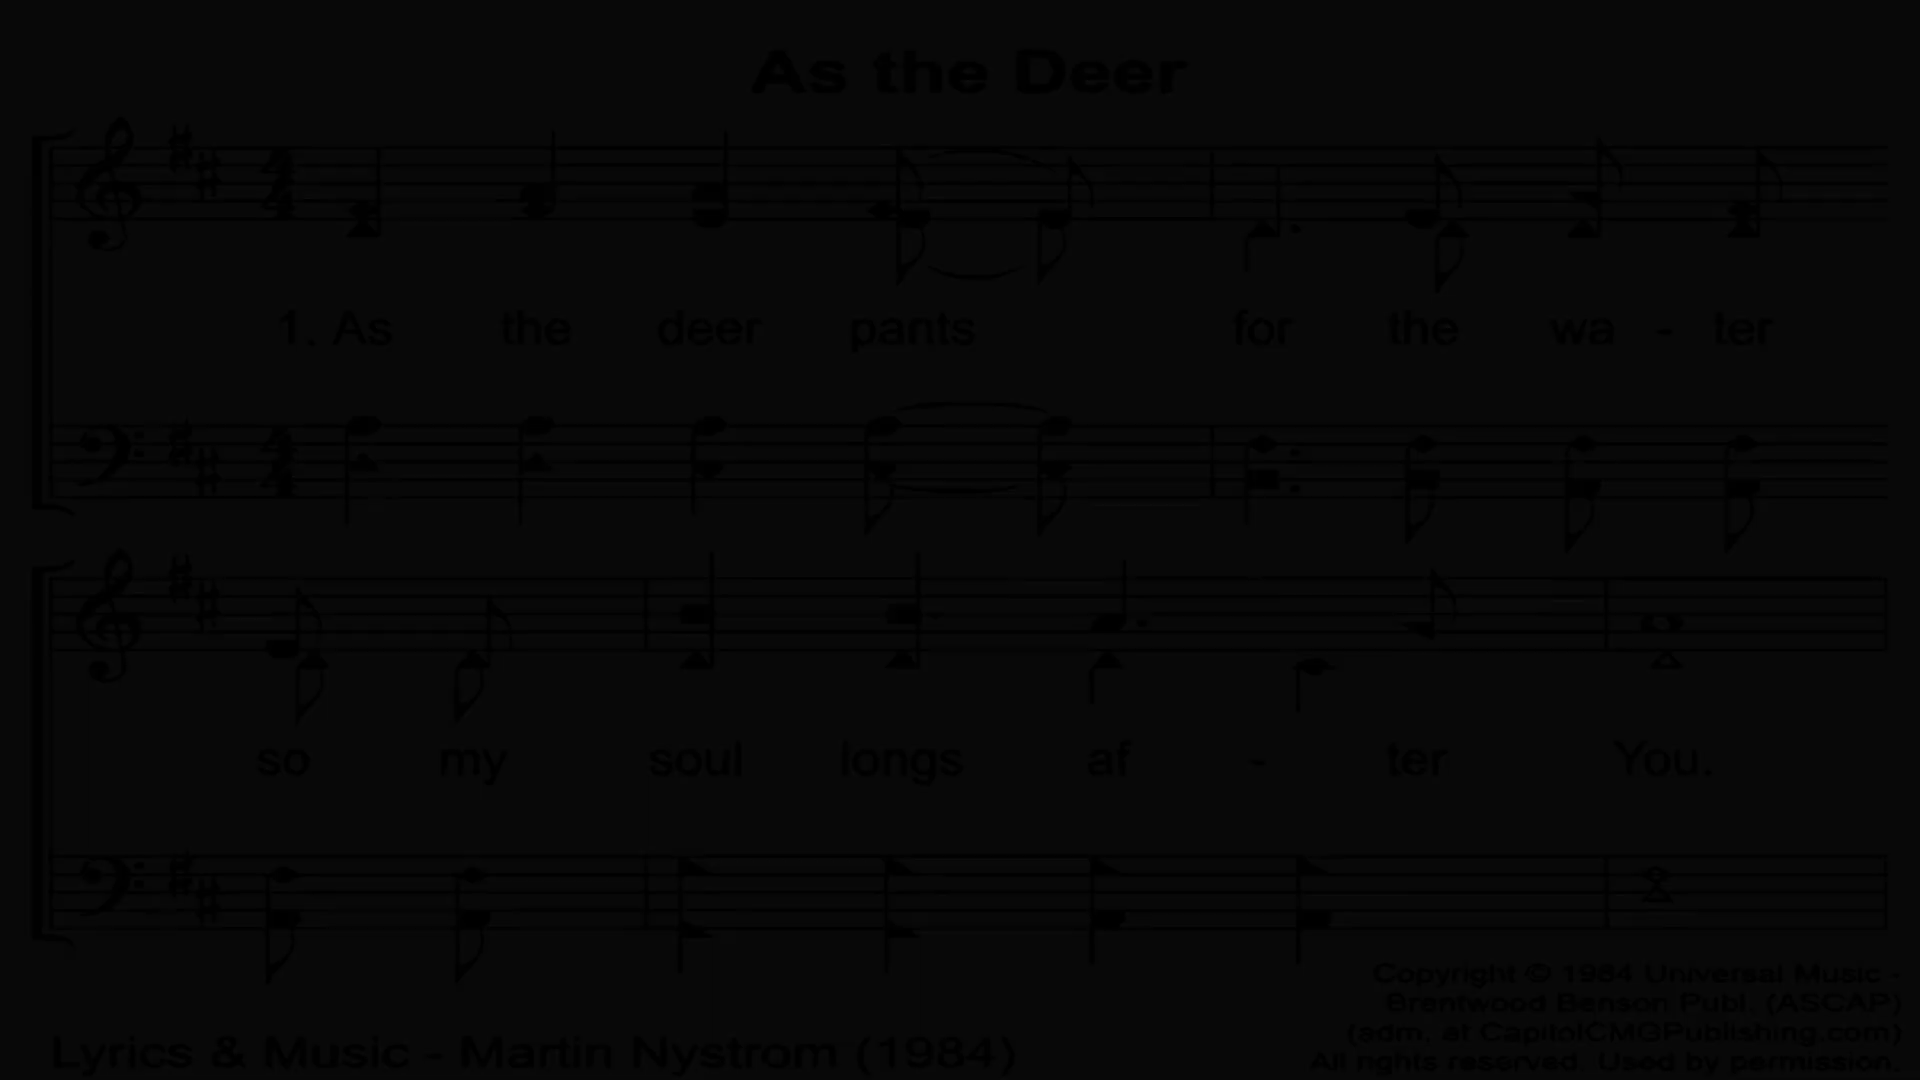 As the Deer
1. As the deer pants for the wa - ter
so my soul longs af - ter You.
Copyright © 1984 Universal Music -
Brentwood Benson Publ. (ASCAP)
(adm. at CapitolCMGPublishing.com)
All rights reserved. Used by permission.
Lyrics & Music - Martin Nystrom (1984)